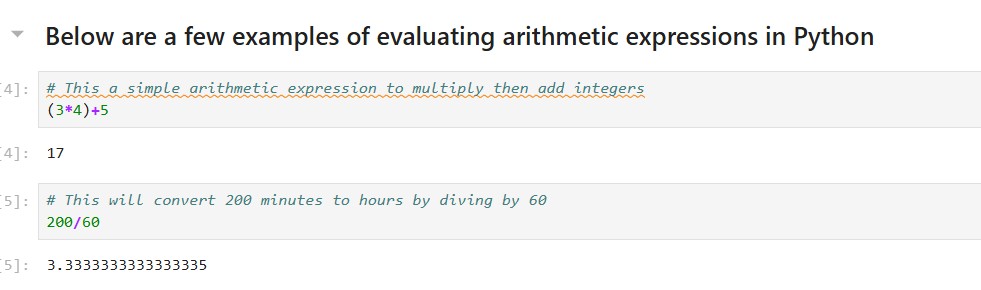 Below are a few examples of evaluating arithmetic expressions in Python
[4]: # This a simple arithmetic expression to multiply then add integers
(3*4)+5
[4]: 17
[5]: # This will convert 200 minutes to hours by diving by 60
200/60
[5]: 3.3333333333333335